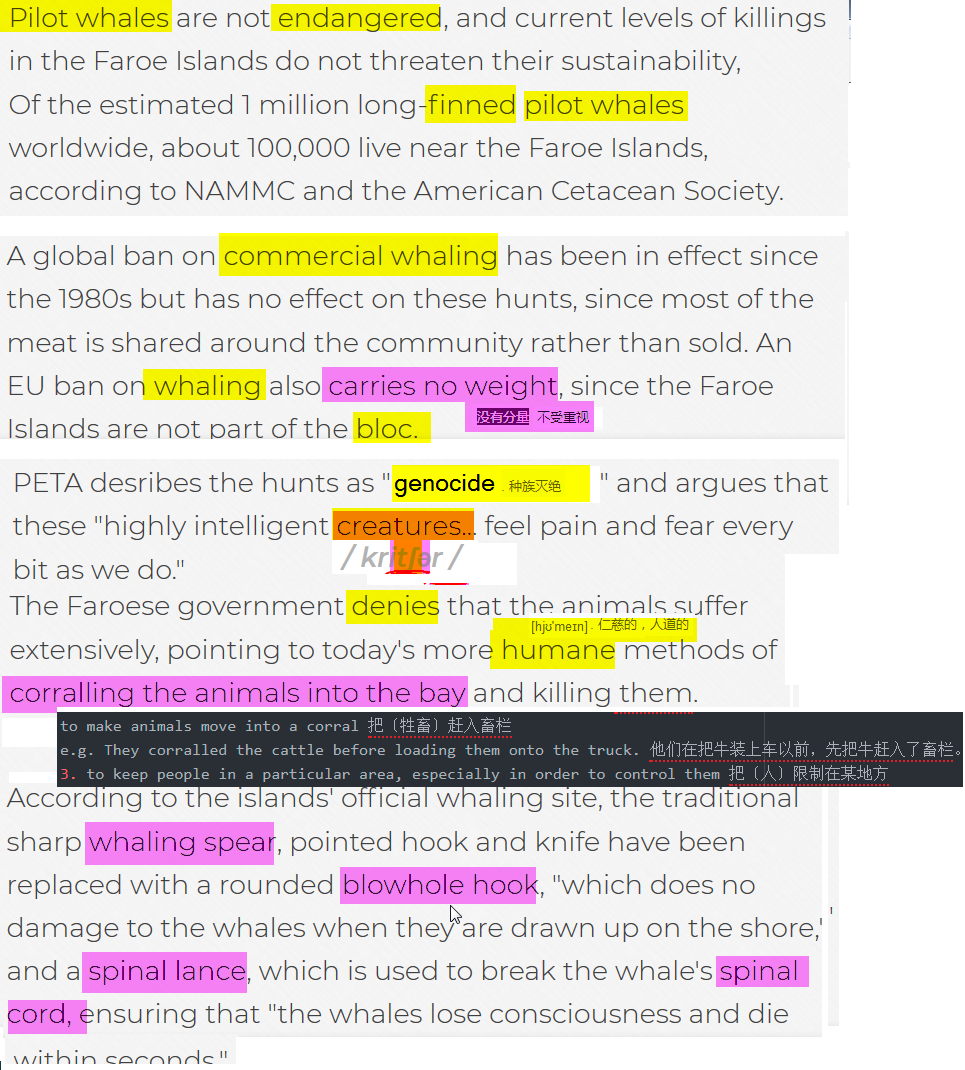 Pilot whales are not endangered, and current levels of killings
in the Faroe Islands do not threaten their sustainability,
Of the estimated 1 million long-finned pilot whales
worldwide, about 100,000 live near the Faroe Islands,
according to NAMMC and the American Cetacean Society.
A global ban on commercial whaling has been in effect since
the 1980s but has no effect on these hunts, since most of the
meat is shared around the community rather than sold. An
EU ban on whaling also carries no weight, since the Faroe
没有分量 不受重视
Islands are not part of the bloc.
PETA desribes the hunts as "genocide . 种族灭绝 " and argues that
these "highly intelligent creatures... feel pain and fear every
/ kritʃər /
bit as we do."
The Faroese government denies that the animals suffer
[hjʊˈmeɪn] . 仁慈的，人道的
extensively, pointing to today's more humane methods of
corralling the animals into the bay and killing them.
to make animals move into a corral 把〔牲畜〕赶入畜栏
e.g. They corralled the cattle before loading them onto the truck. 他们在把牛装上车以前，先把牛赶入了畜栏。
3. to keep people in a particular area, especially in order to control them 把〔人〕限制在某地方
According to the islands' official whaling site, the traditional
sharp whaling spear, pointed hook and knife have been
replaced with a rounded blowhole hook, "which does no
damage to the whales when they are drawn up on the shore,'
and a spinal lance, which is used to break the whale's spinal
cord, ensuring that "the whales lose consciousness and die
within seconds."